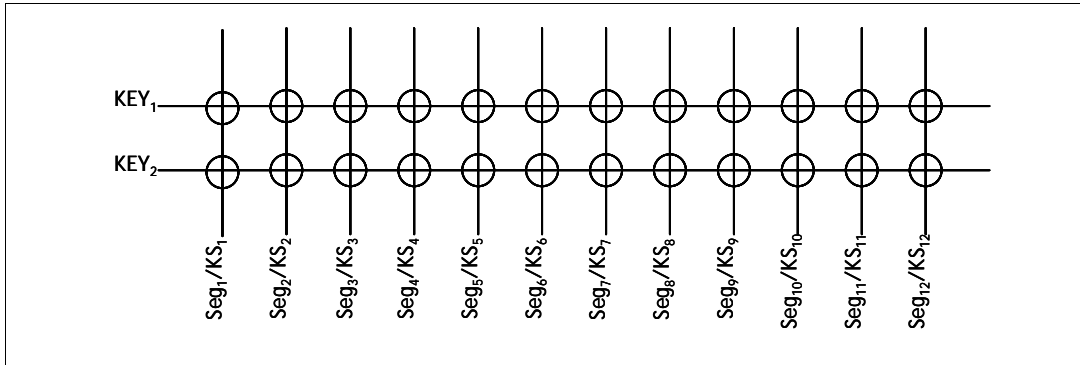 KEY₁
KEY₂
Seg₁/KS₁
Seg₂/KS₂
Seg₃/KS₃
Seg₄/KS₄
Seg₅/KS₅
Seg₆/KS₆
Seg₇/KS₇
Seg₈/KS₈
Seg₉/KS₉
Seg₁₀/KS₁₀
Seg₁₁/KS₁₁
Seg₁₂/KS₁₂